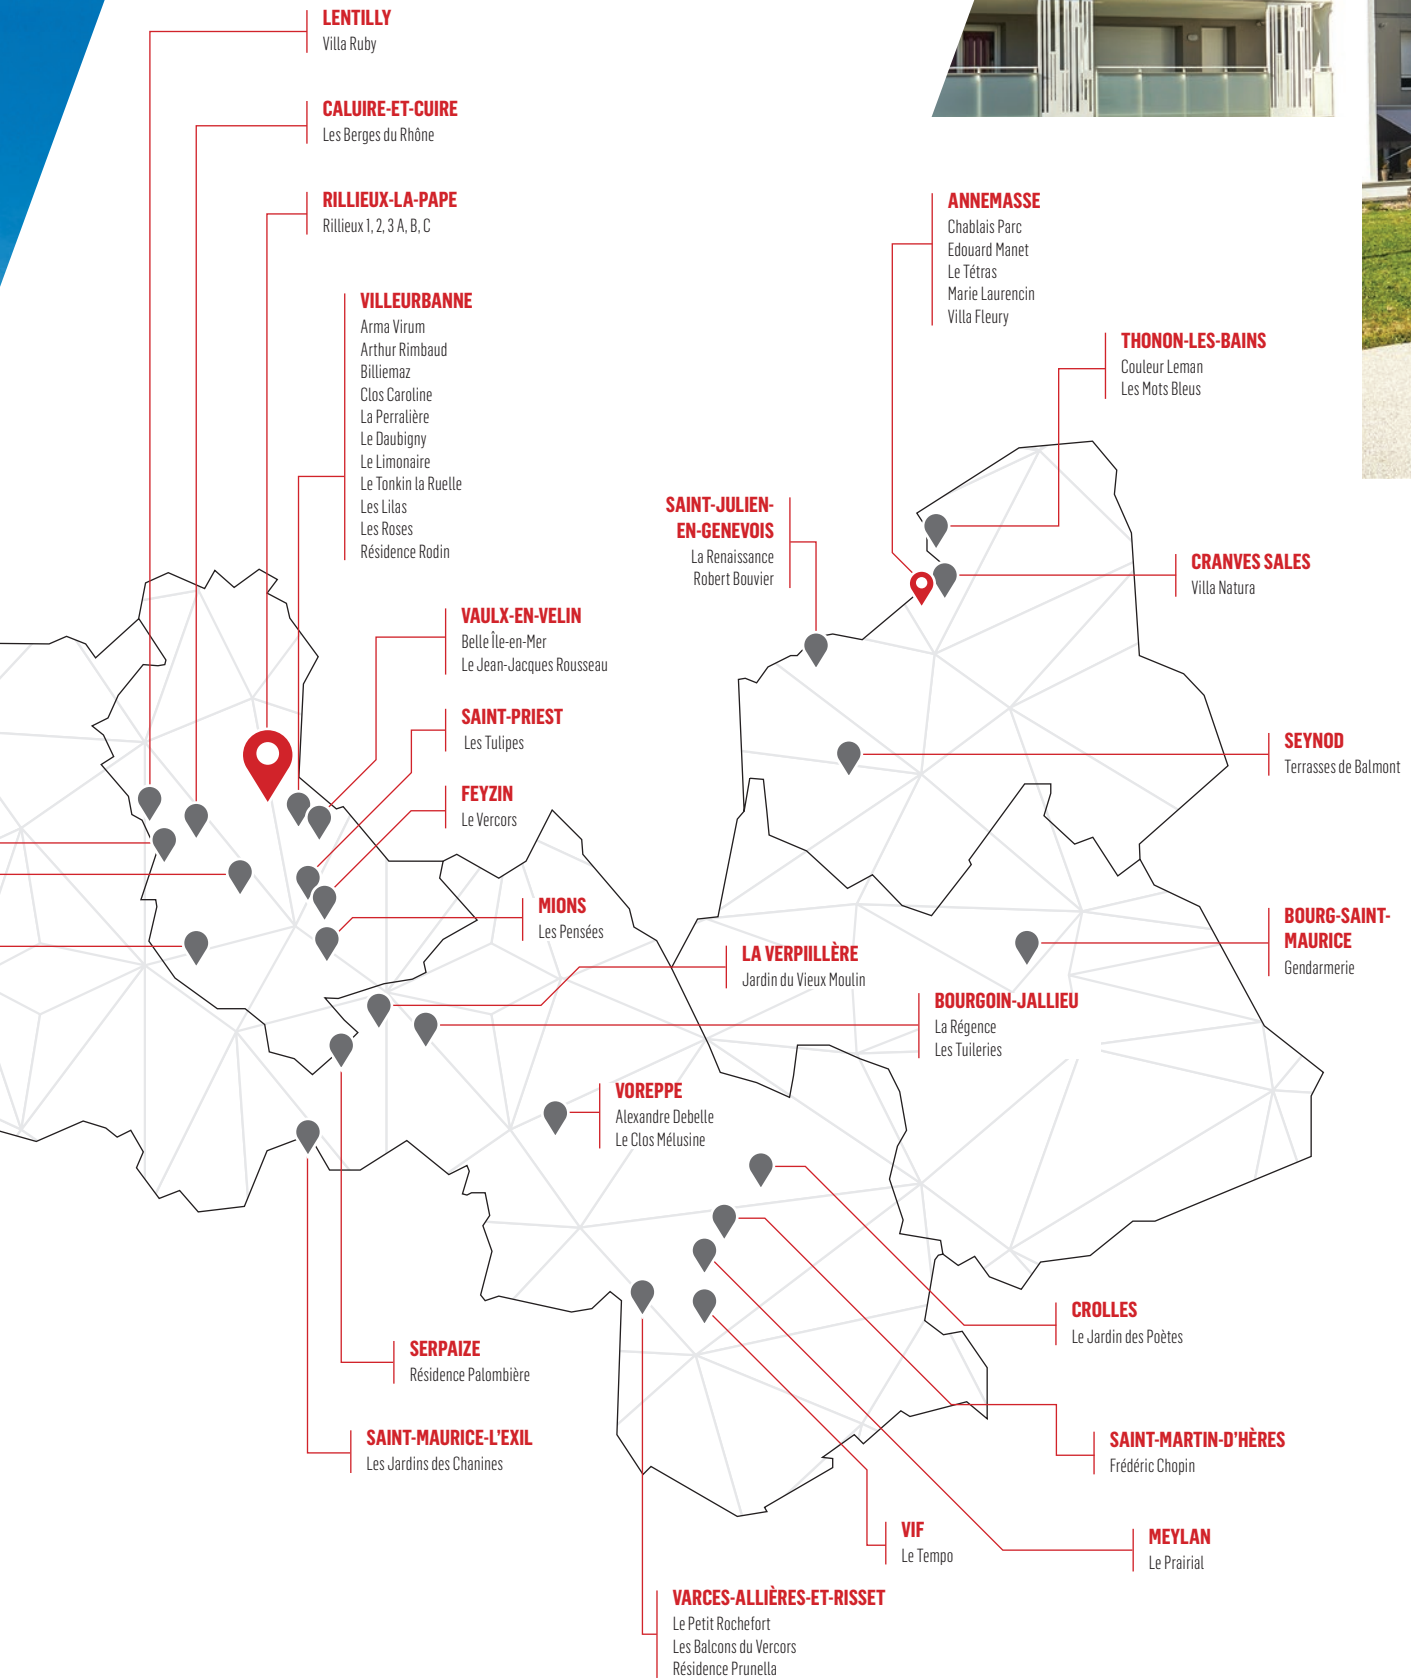 LENTILLY
Villa Ruby
CALUIRE-ET-CUIRE
Les Berges du Rhône
RILLIEUX-LA-PAPE
Rillieux 1, 2, 3 A, B, C
VILLEURBANNE
Arma Virum
Arthur Rimbaud
Billiemaz
Clos Caroline
La Perralière
Le Daubigny
Le Limonaire
Le Tonkin la Ruelle
Les Lilas
Les Roses
Résidence Rodin
ANNEMASSE
Chablais Parc
Edouard Manet
Le Tétras
Marie Laurencin
Villa Fleury
THONON-LES-BAINS
Couleur Leman
Les Mots Bleus
SAINT-JULIEN-
EN-GENEVOIS
La Renaissance
Robert Bouvier
CRANVES SALES
Villa Natura
VAULX-EN-VELIN
Belle Île-en-Mer
Le Jean-Jacques Rousseau
SAINT-PRIEST
Les Tulipes
FEYZIN
Le Vercors
SEYNOD
Terrasses de Balmont
MIONS
Les Pensées
BOURG-SAINT-
MAURICE
Gendarmerie
LA VERPIILLÈRE
Jardin du Vieux Moulin
BOURGOIN-JALLIEU
La Régence
Les Tuileries
VOREPPE
Alexandre Debelle
Le Clos Mélusine
CROLLES
Le Jardin des Poètes
SERPAIZE
Résidence Palombière
SAINT-MAURICE-L'EXIL
Les Jardins des Chanines
SAINT-MARTIN-D'HÈRES
Frédéric Chopin
VIF
Le Tempo
MEYLAN
Le Prairial
VARCES-ALLIÈRES-ET-RISSET
Le Petit Rochefort
Les Balcons du Vercors
Résidence Prunella